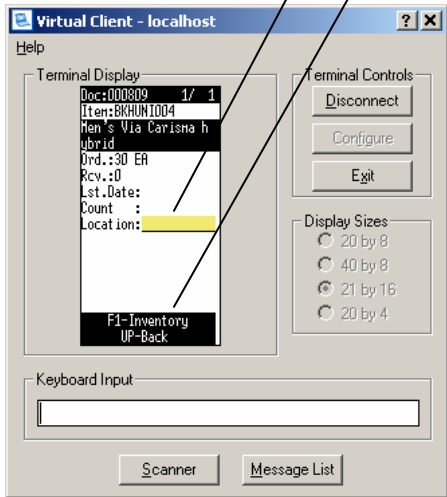 Virtual Client - localhost
Help
Terminal Display
Doc:000809 1/ 1
Item:BKHUNI004
Men's Via Carisma h
ybrid
Ord.:30 EA
Rcv.:0
Lst.Date:
Count :
Location:
F1-Inventory
UP-Back
Terminal Controls
Disconnect
Configure
Exit
Display Sizes
20 by 8
40 by 8
21 by 16
20 by 4
Keyboard Input
Scanner
Message List